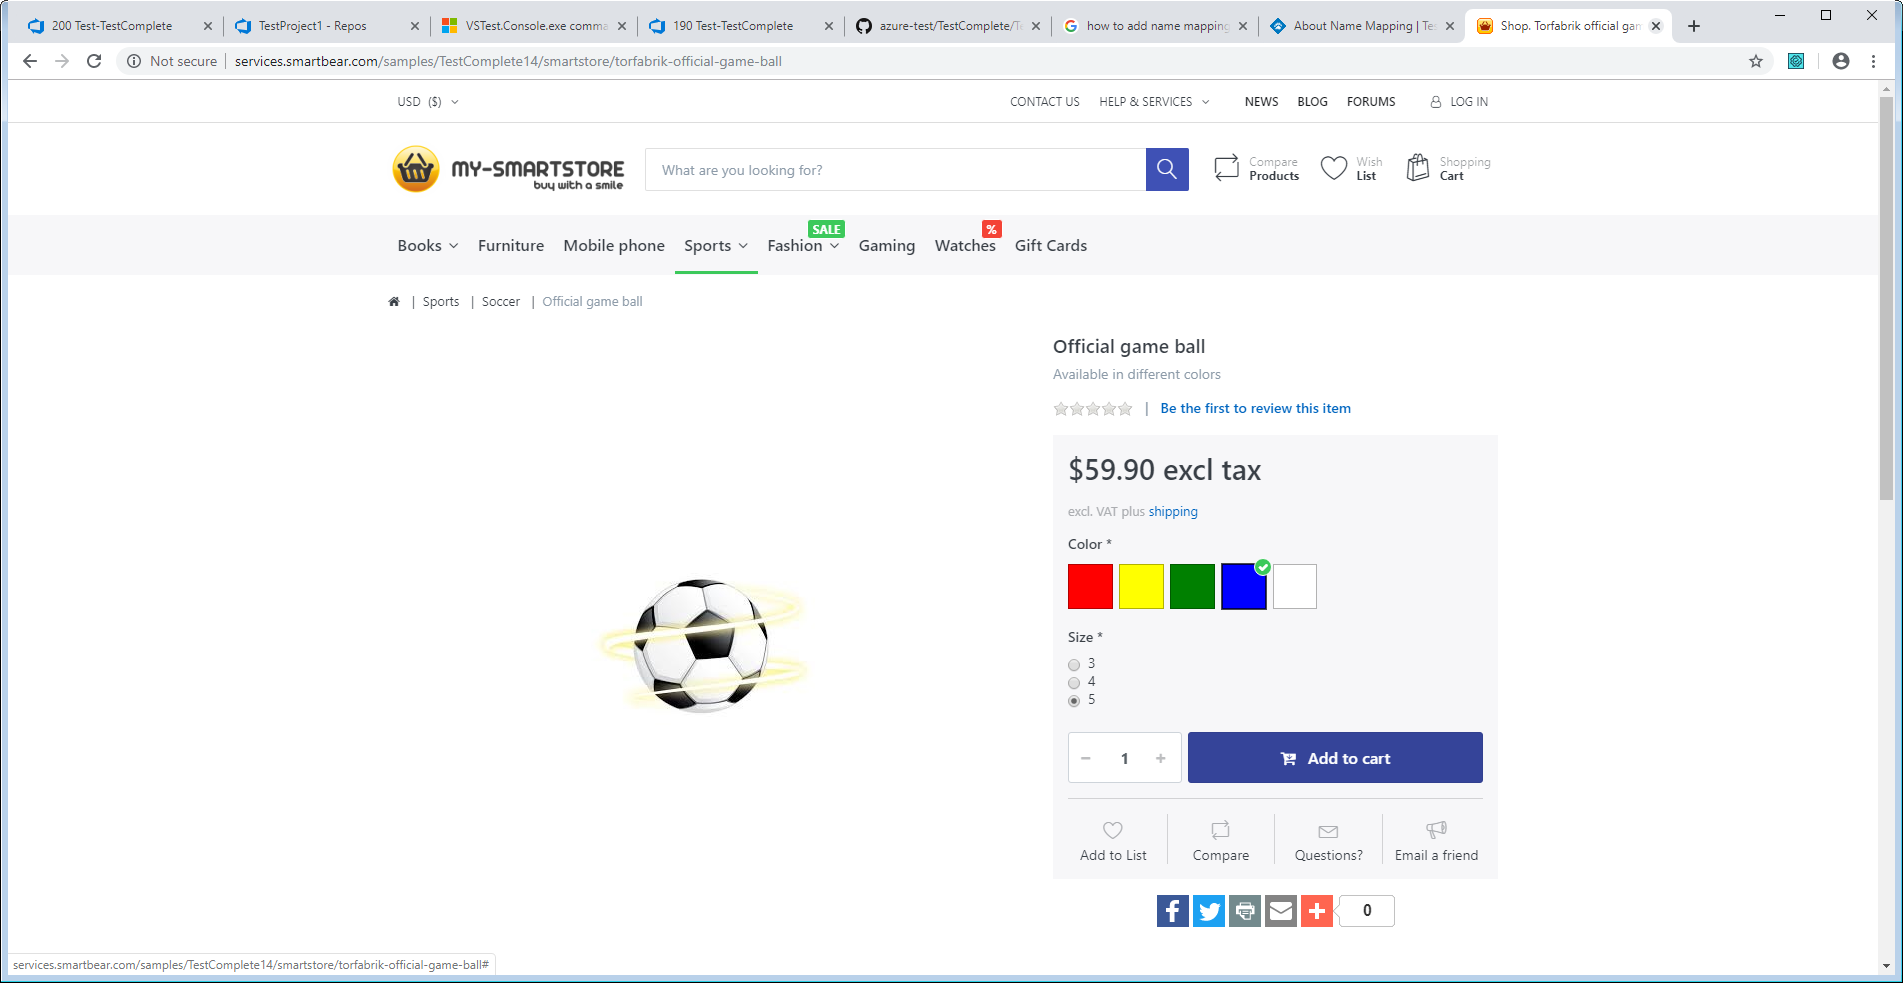 200 Test-TestComplete
TestProject1 - Repos
VSTest.Console.exe comma
190 Test-TestComplete
azure-test/TestComplete/Te
how to add name mapping
About Name Mapping | Tes
Shop. Torfabrik official gam
Not secure
services.smartbear.com/samples/TestComplete14/smartstore/torfabrik-official-game-ball
USD ($)
CONTACT US
HELP & SERVICES
NEWS
BLOG
FORUMS
LOG IN
MY-SMARTSTORE
buy with a smile
What are you looking for?
Compare
Products
Wish
List
Shopping
Cart
SALE
%
Books
Furniture
Mobile phone
Sports
Fashion
Gaming
Watches
Gift Cards
| Sports | Soccer | Official game ball
Official game ball
Available in different colors
| Be the first to review this item
$59.90 excl tax
excl. VAT plus shipping
Color *
Size *
3
4
5
− 1 +
Add to cart
Add to List
Compare
Questions?
Email a friend
0
services.smartbear.com/samples/TestComplete14/smartstore/torfabrik-official-game-ball#